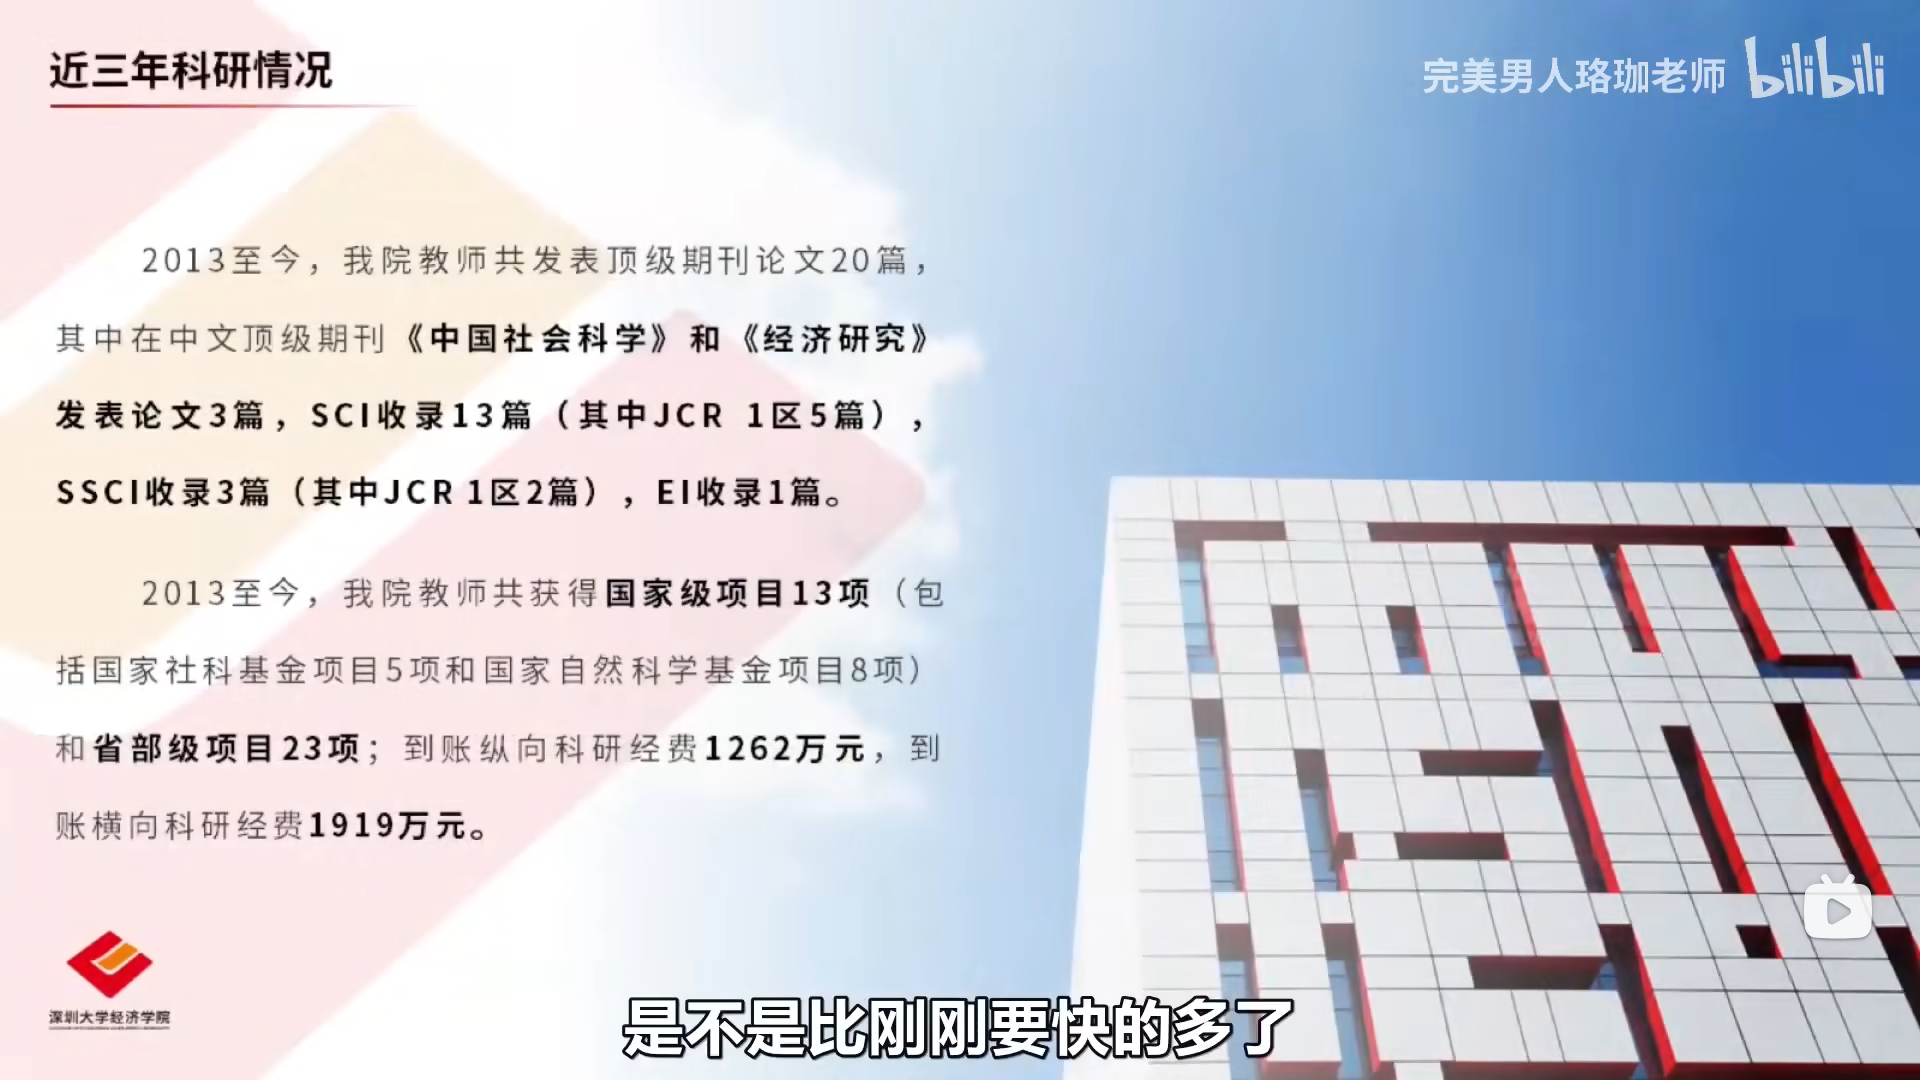 近三年科研情况
完美男人珞珈老师 bilibili
2013至今，我院教师共发表顶级期刊论文20篇，
其中在中文顶级期刊《中国社会科学》和《经济研究》
发表论文3篇，SCI收录13篇（其中JCR 1区5篇），
SSCI收录3篇（其中JCR 1区2篇），EI收录1篇。
2013至今，我院教师共获得国家级项目13项（包
括国家社科基金项目5项和国家自然科学基金项目8项）
和省部级项目23项；到账纵向科研经费1262万元，到
账横向科研经费1919万元。
深圳大学经济学院
是不是比刚刚要快的多了